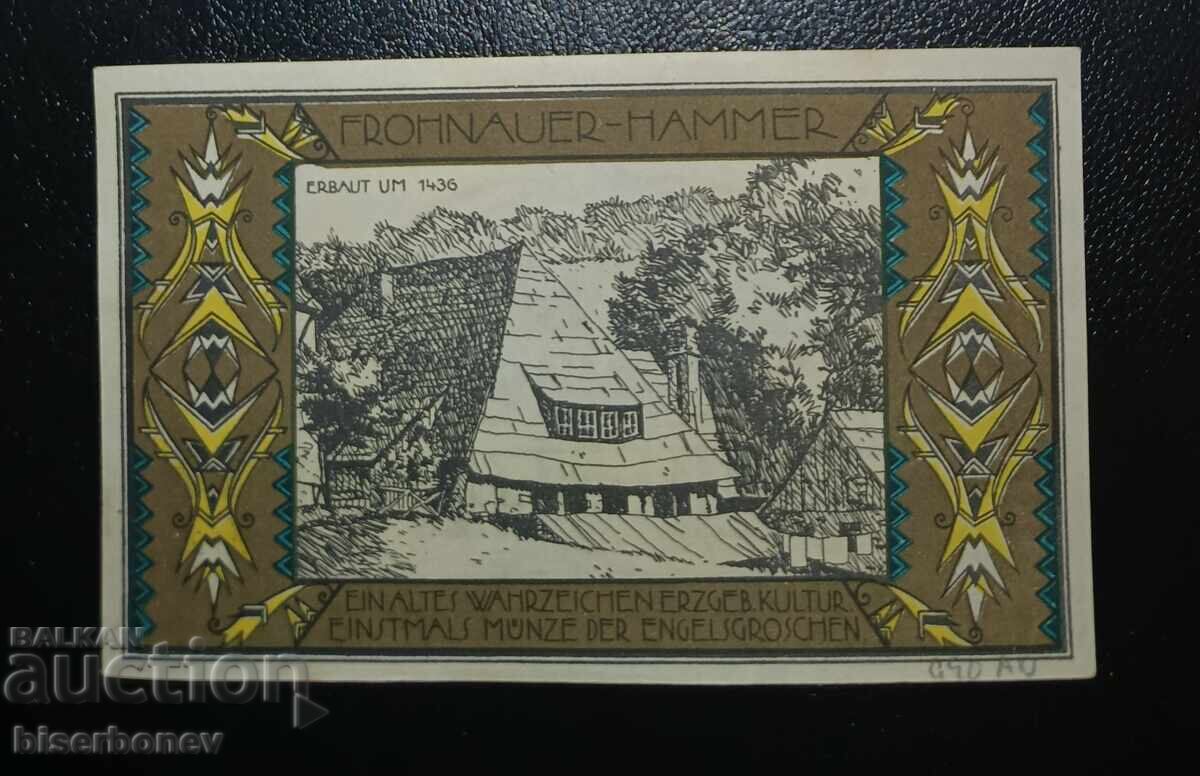 FROHNAUER-HAMMER
ERBAUT UM 1436
EIN ALTES WAHRZEICHEN ERZGEB. KULTUR.
EINSTMALS MÜNZE DER ENGELSGROSCHEN.
BALKAN
auction
biserbonev